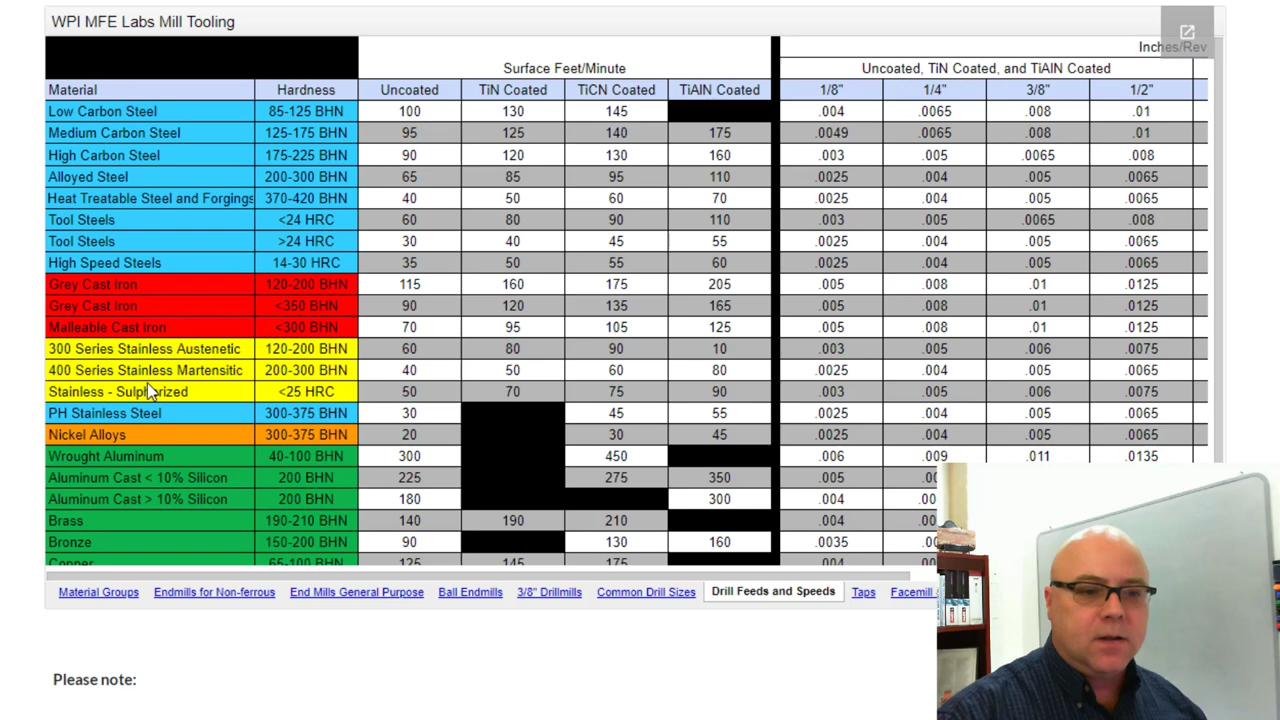 WPI MFE Labs Mill Tooling
Inches/Rev
Surface Feet/Minute Uncoated, TiN Coated, and TiAlN Coated
Material Hardness Uncoated TiN Coated TiCN Coated TiAlN Coated 1/8" 1/4" 3/8" 1/2"
Low Carbon Steel 85-125 BHN 100 130 145 .004 .0065 .008 .01
Medium Carbon Steel 125-175 BHN 95 125 140 175 .0049 .0065 .008 .01
High Carbon Steel 175-225 BHN 90 120 130 160 .003 .005 .0065 .008
Alloyed Steel 200-300 BHN 65 85 95 110 .0025 .004 .005 .0065
Heat Treatable Steel and Forgings 370-420 BHN 40 50 60 70 .0025 .004 .005 .0065
Tool Steels <24 HRC 60 80 90 110 .003 .005 .0065 .008
Tool Steels >24 HRC 30 40 45 55 .0025 .004 .005 .0065
High Speed Steels 14-30 HRC 35 50 55 60 .0025 .004 .005 .0065
Grey Cast Iron 120-200 BHN 115 160 175 205 .005 .008 .01 .0125
Grey Cast Iron <350 BHN 90 120 135 165 .005 .008 .01 .0125
Malleable Cast Iron <300 BHN 70 95 105 125 .005 .008 .01 .0125
300 Series Stainless Austenetic 120-200 BHN 60 80 90 10 .003 .005 .006 .0075
400 Series Stainless Martensitic 200-300 BHN 40 50 60 80 .0025 .004 .005 .0065
Stainless - Sulpherized <25 HRC 50 70 75 90 .003 .005 .006 .0075
PH Stainless Steel 300-375 BHN 30 45 55 .0025 .004 .005 .0065
Nickel Alloys 300-375 BHN 20 30 45 .0025 .004 .005 .0065
Wrought Aluminum 40-100 BHN 300 450 .006 .009 .011 .0135
Aluminum Cast < 10% Silicon 200 BHN 225 275 350 .005
Aluminum Cast > 10% Silicon 200 BHN 180 300 .004
Brass 190-210 BHN 140 190 210 .004
Bronze 150-200 BHN 90 130 160 .0035
Copper 65-100 BHN 125 145 175 .004
Material Groups Endmills for Non-ferrous End Mills General Purpose Ball Endmills 3/8" Drillmills Common Drill Sizes Drill Feeds and Speeds Taps Facemill
Please note: